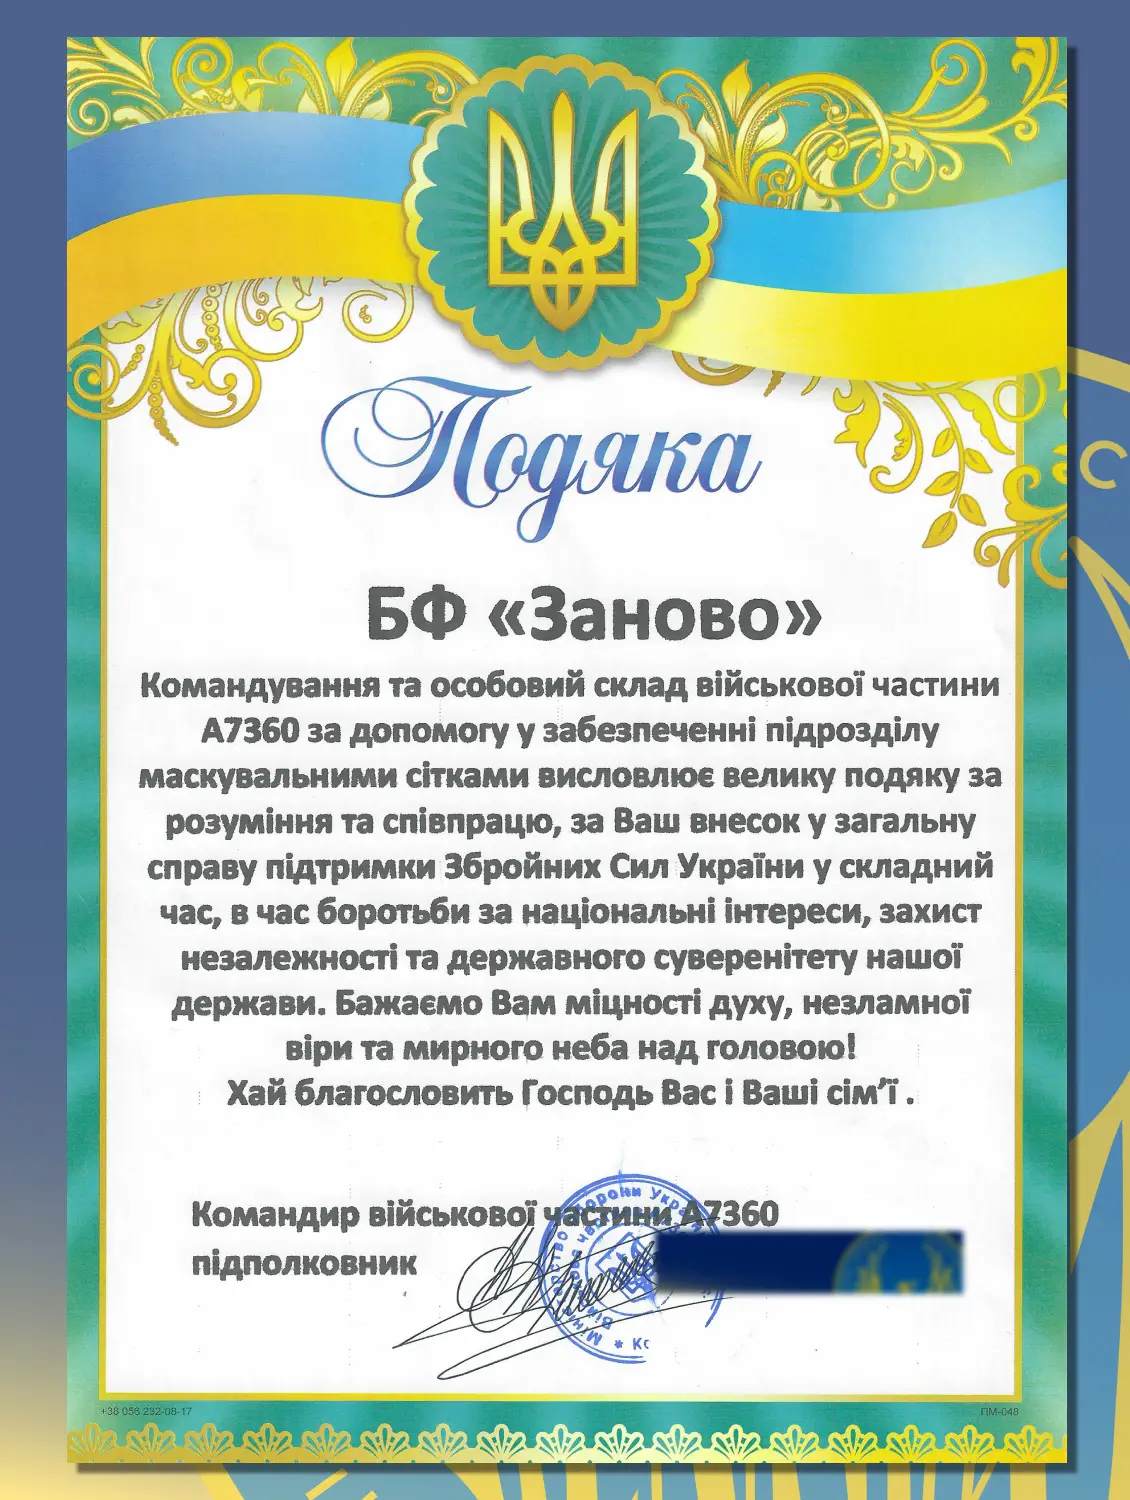 Подяка
БФ «Заново»
Командування та особовий склад військової частини
А7360 за допомогу у забезпеченні підрозділу
маскувальними сітками висловлює велику подяку за
розуміння та співпрацю, за Ваш внесок у загальну
справу підтримки Збройних Сил України у складний
час, в час боротьби за національні інтереси, захист
незалежності та державного суверенітету нашої
держави. Бажаємо Вам міцності духу, незламної
віри та мирного неба над головою!
Хай благословить Господь Вас і Ваші сім’ї .
Командир військової частини А7360
підполковник
+38 056 232-08-17
ПМ-048